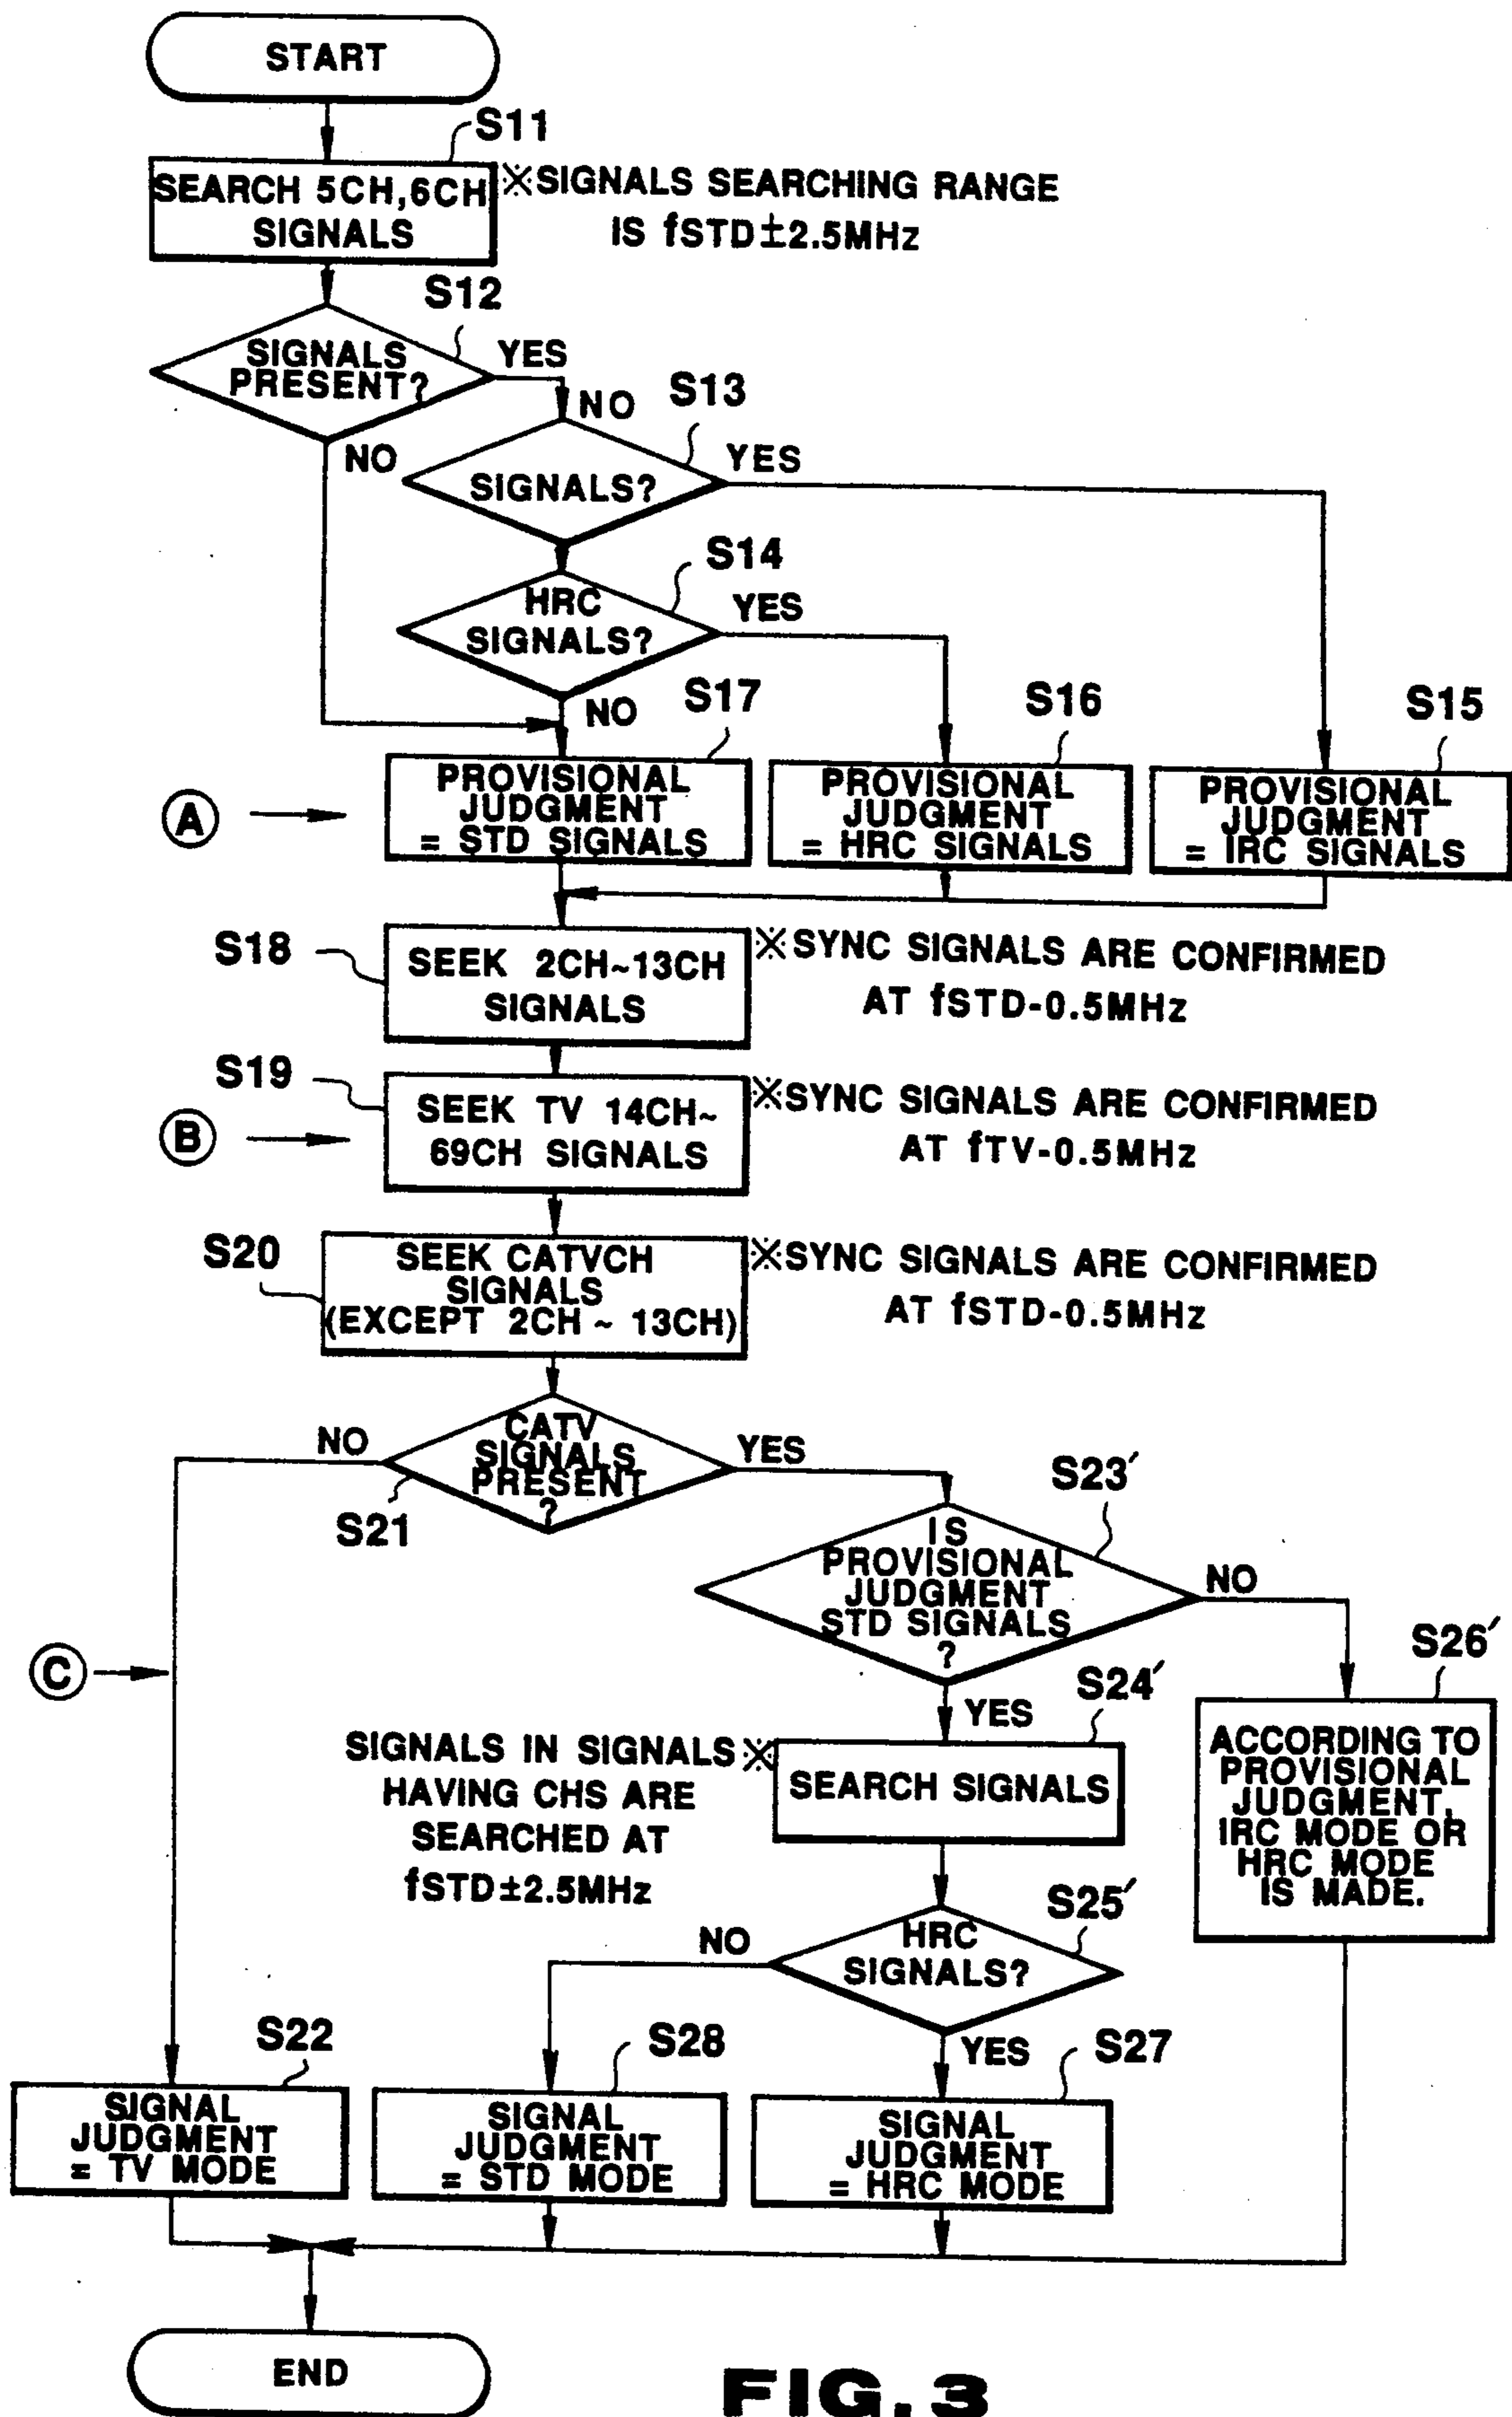 START
S11
SEARCH 5CH,6CH
SIGNALS
※SIGNALS SEARCHING RANGE
IS fSTD±2.5MHz
S12
SIGNALS
PRESENT?
YES
NO
NO
S13
SIGNALS?
YES
S14
HRC
SIGNALS?
YES
NO
S17
S16
S15
PROVISIONAL
JUDGMENT
= STD SIGNALS
PROVISIONAL
JUDGMENT
= HRC SIGNALS
PROVISIONAL
JUDGMENT
= IRC SIGNALS
A
S18
SEEK 2CH~13CH
SIGNALS
※SYNC SIGNALS ARE CONFIRMED
AT fSTD-0.5MHz
S19
B
SEEK TV 14CH~
69CH SIGNALS
※SYNC SIGNALS ARE CONFIRMED
AT fTV-0.5MHz
S20
SEEK CATVCH
SIGNALS
(EXCEPT 2CH ~ 13CH)
※SYNC SIGNALS ARE CONFIRMED
AT fSTD-0.5MHz
NO
CATV
SIGNALS
PRESENT
?
YES
S21
S23′
IS
PROVISIONAL
JUDGMENT
STD SIGNALS
?
NO
YES
C
S24′
SIGNALS IN SIGNALS※
HAVING CHS ARE
SEARCHED AT
fSTD±2.5MHz
SEARCH SIGNALS
S26′
ACCORDING TO
PROVISIONAL
JUDGMENT,
IRC MODE OR
HRC MODE
IS MADE.
S25′
NO
HRC
SIGNALS?
YES
S22
S28
S27
SIGNAL
JUDGMENT
= TV MODE
SIGNAL
JUDGMENT
= STD MODE
SIGNAL
JUDGMENT
= HRC MODE
END
FIG.3